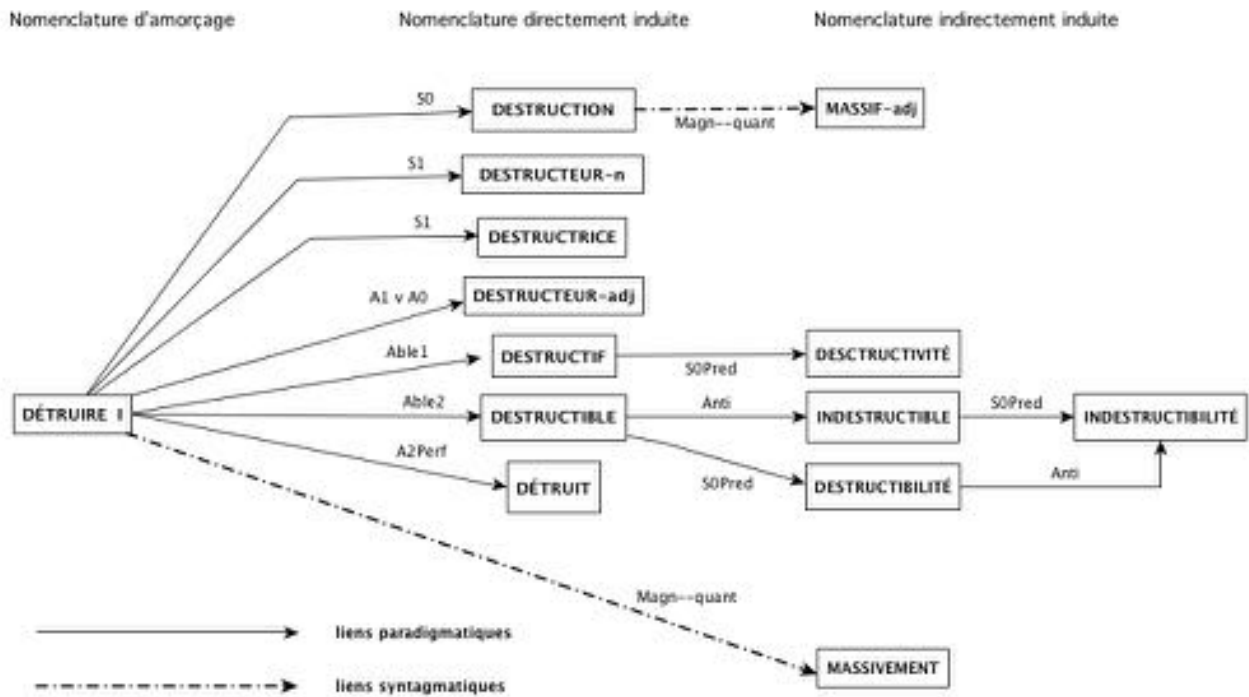 Nomenclature d'amorçage Nomenclature directement induite Nomenclature indirectement induite
S0
DESTRUCTION
Magn--quant
MASSIF-adj
S1
DESTRUCTEUR-n
S1
DESTRUCTRICE
A1 v A0
DESTRUCTEUR-adj
Able1
DESTRUCTIF
S0Pred
DESCTRUCTIVITÉ
DÉTRUIRE I
Able2
DESTRUCTIBLE
Anti
INDESTRUCTIBLE
S0Pred
INDESTRUCTIBILITÉ
A2Perf
DÉTRUIT
S0Pred
DESTRUCTIBILITÉ
Anti
Magn--quant
MASSIVEMENT
liens paradigmatiques
liens syntagmatiques